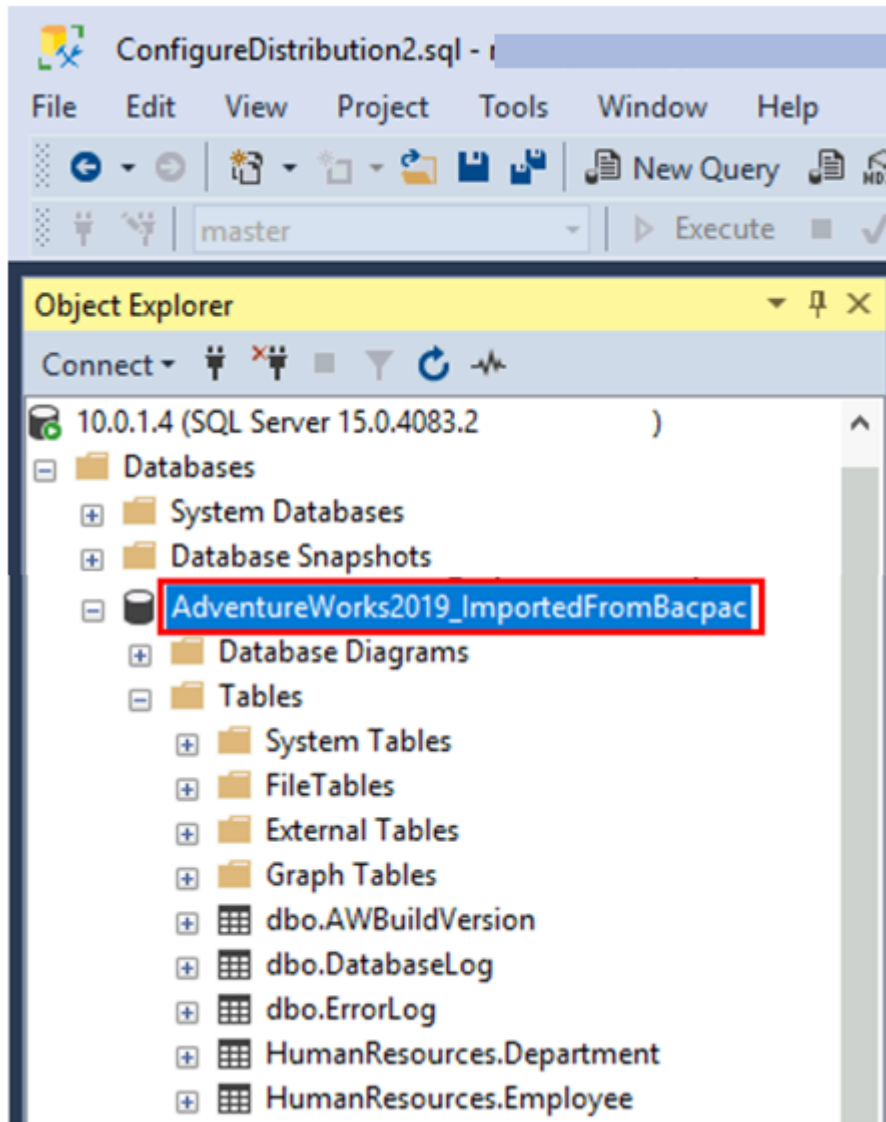 ConfigureDistribution2.sql -
File Edit View Project Tools Window Help
New Query
master Execute
Object Explorer
Connect
10.0.1.4 (SQL Server 15.0.4083.2 )
Databases
System Databases
Database Snapshots
AdventureWorks2019_ImportedFromBacpac
Database Diagrams
Tables
System Tables
FileTables
External Tables
Graph Tables
dbo.AWBuildVersion
dbo.DatabaseLog
dbo.ErrorLog
HumanResources.Department
HumanResources.Employee